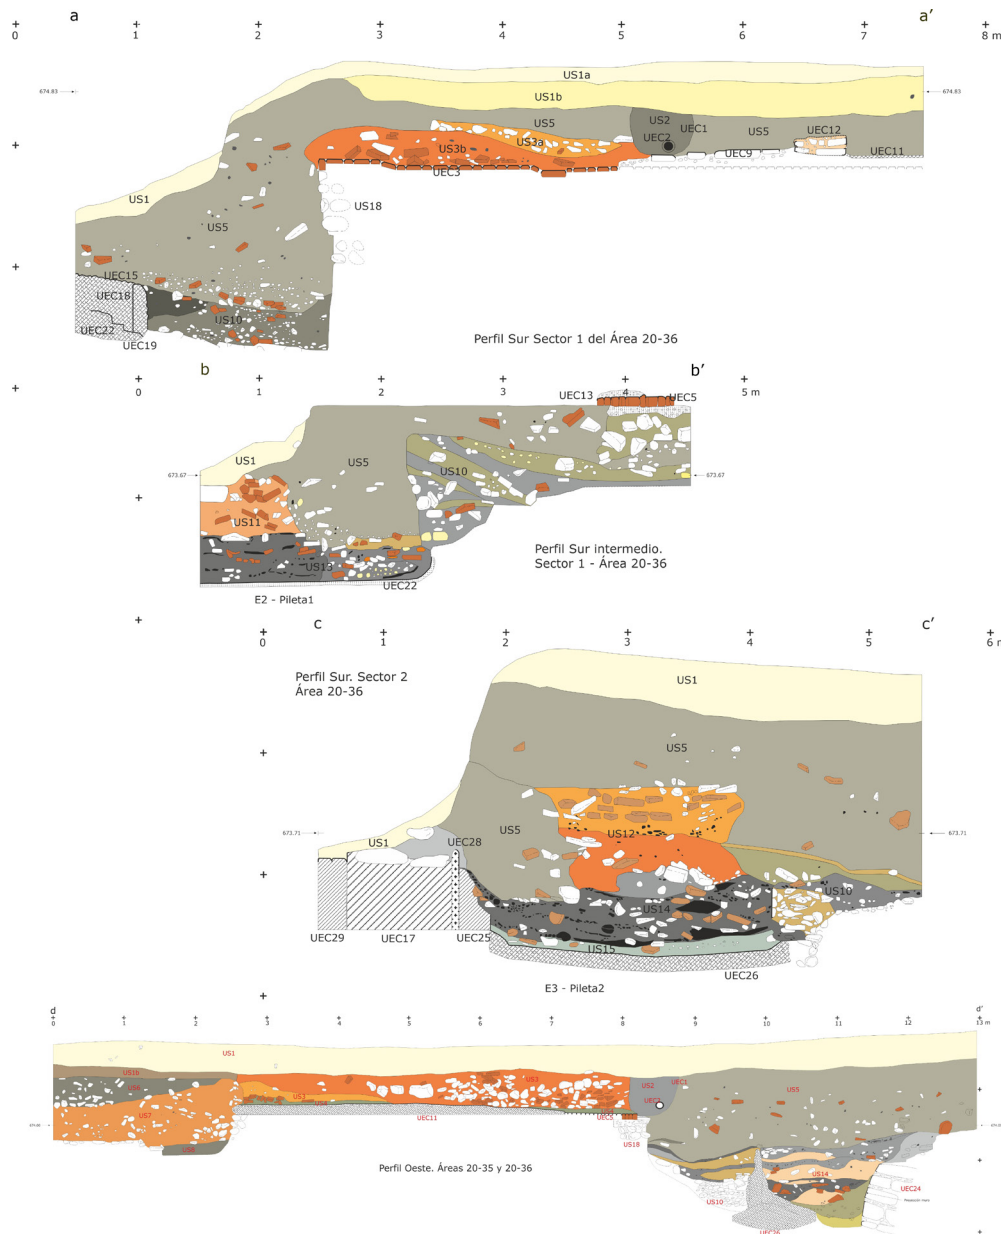 a a'
0 1 2 3 4 5 6 7 8 m
US1a
674.83 674.83
US1b
US2
US5 UEC1 UEC12
UEC2 US5
US3a
US3b UEC9 UEC11
UEC3
US1 US18
US5
UEC15
UEC18
US10
UEC22
UEC19
Perfil Sur Sector 1 del Área 20-36
b b'
0 1 2 3 4 5 m
UEC13 UEC5
US1 US5
US10
673.67 673.67
US11
US13
UEC22
Perfil Sur intermedio.
Sector 1 - Área 20-36
E2 - Pileta1
c c'
0 1 2 3 4 5 6 m
Perfil Sur. Sector 2
Área 20-36
US1
US5
673.71 673.71
US5 US12
US1 UEC28
US10
US14
UEC29 UEC17 UEC25 US15
UEC26
E3 - Pileta2
d d'
0 1 2 3 4 5 6 7 8 9 10 11 12 13 m
US1
US1b US3 US2 UEC1 US5
US3
US7
UEC11
US18
Perfil Oeste. Áreas 20-35 y 20-36
US14
UEC24
US10
UEC26